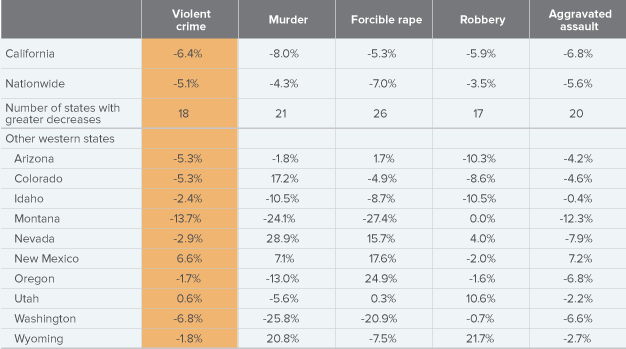 Violent crime Murder Forcible rape Robbery Aggravated assault
California -6.4% -8.0% -5.3% -5.9% -6.8%
Nationwide -5.1% -4.3% -7.0% -3.5% -5.6%
Number of states with greater decreases 18 21 26 17 20
Other western states
Arizona -5.3% -1.8% 1.7% -10.3% -4.2%
Colorado -5.3% 17.2% -4.9% -8.6% -4.6%
Idaho -2.4% -10.5% -8.7% -10.5% -0.4%
Montana -13.7% -24.1% -27.4% 0.0% -12.3%
Nevada -2.9% 28.9% 15.7% 4.0% -7.9%
New Mexico 6.6% 7.1% 17.6% -2.0% 7.2%
Oregon -1.7% -13.0% 24.9% -1.6% -6.8%
Utah 0.6% -5.6% 0.3% 10.6% -2.2%
Washington -6.8% -25.8% -20.9% -0.7% -6.6%
Wyoming -1.8% 20.8% -7.5% 21.7% -2.7%